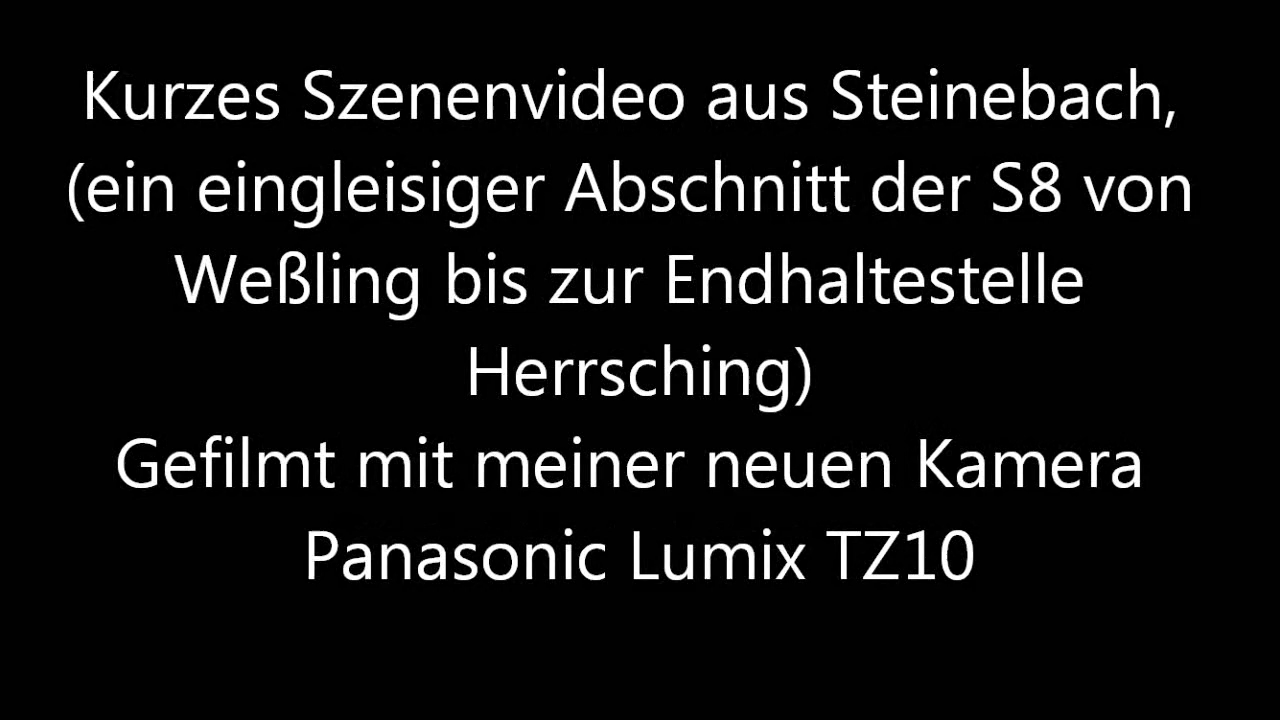 Kurzes Szenenvideo aus Steinebach,
(ein eingleisiger Abschnitt der S8 von
Weßling bis zur Endhaltestelle
Herrsching)
Gefilmt mit meiner neuen Kamera
Panasonic Lumix TZ10